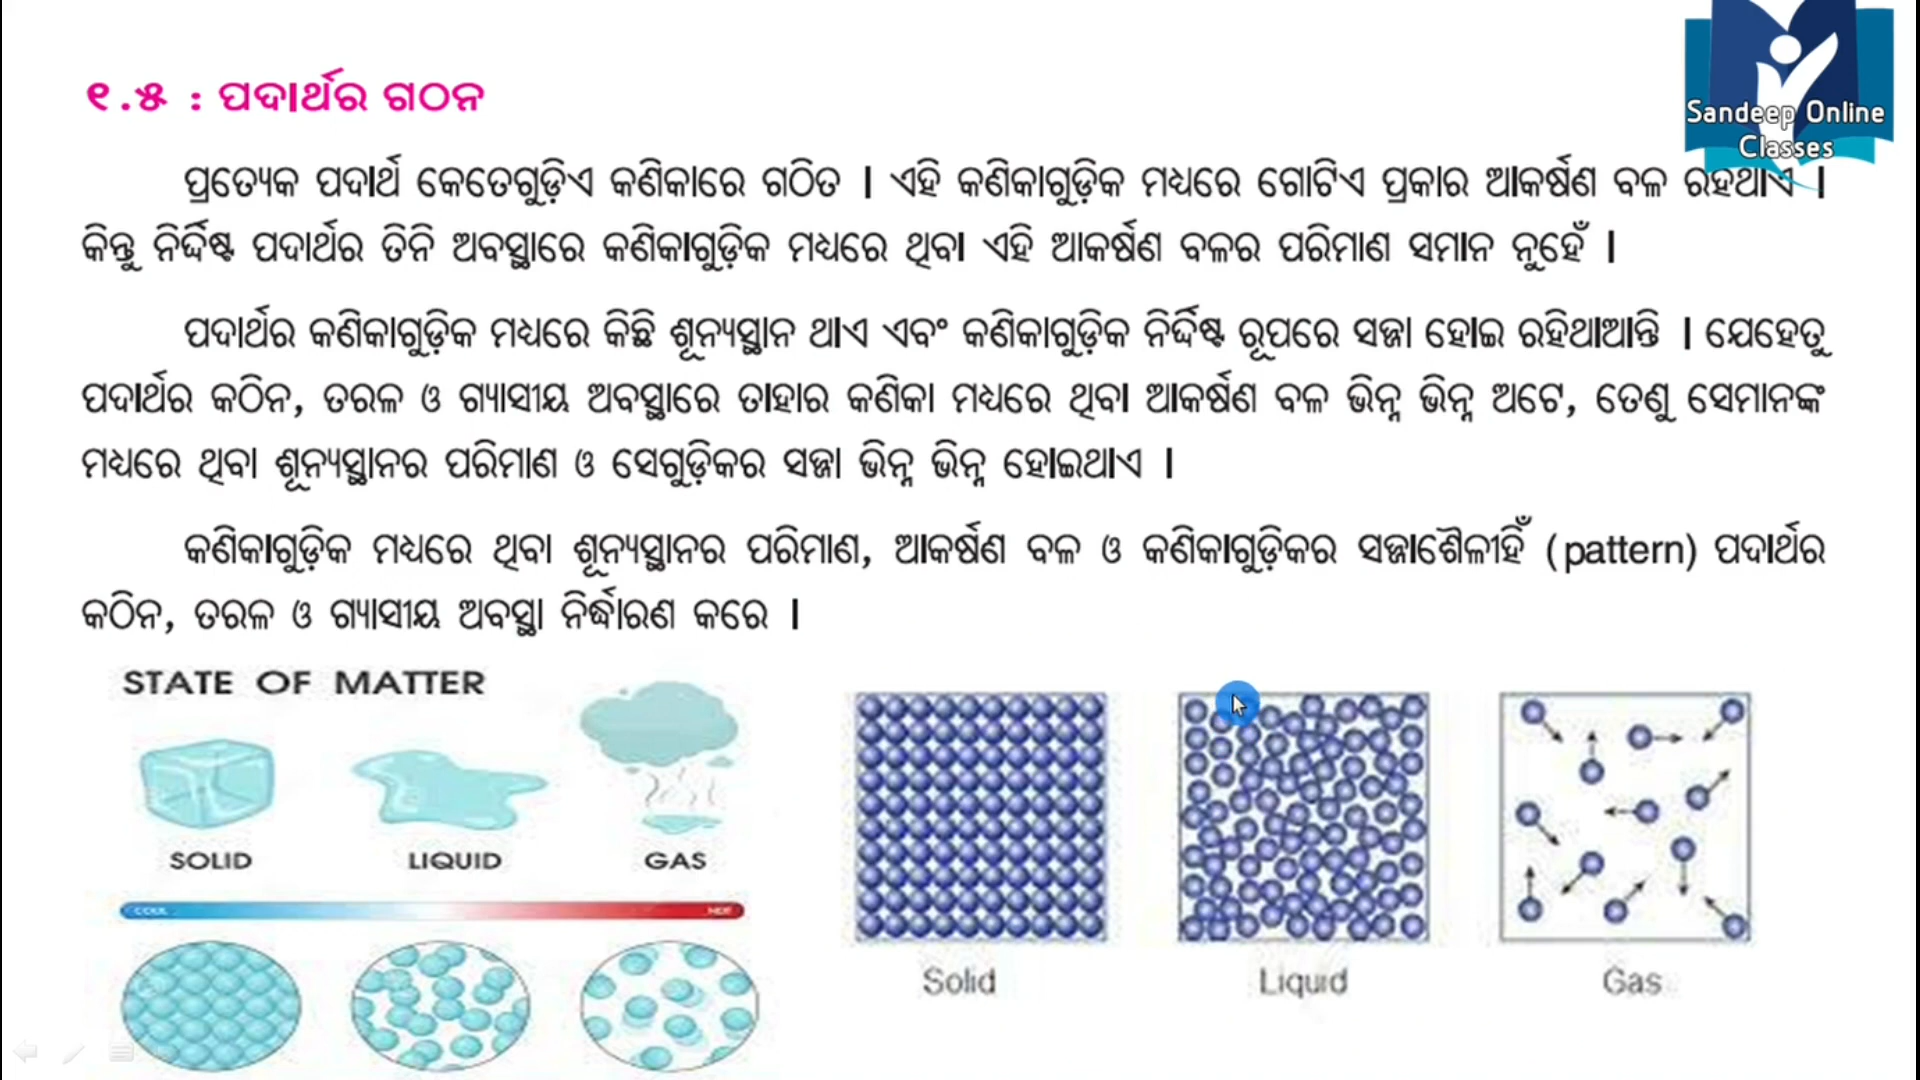 Sandeep Online
Classes
୧.୫ : ପଦାର୍ଥର ଗଠନ
ପ୍ରତ୍ୟେକ ପଦାର୍ଥ କେତେଗୁଡ଼ିଏ କଣିକାରେ ଗଠିତ । ଏହି କଣିକାଗୁଡ଼ିକ ମଧ୍ୟରେ ଗୋଟିଏ ପ୍ରକାର ଆକର୍ଷଣ ବଳ ରହିଥାଏ ।
କିନ୍ତୁ ନିର୍ଦ୍ଦିଷ୍ଟ ପଦାର୍ଥର ତିନି ଅବସ୍ଥାରେ କଣିକାଗୁଡ଼ିକ ମଧ୍ୟରେ ଥିବା ଏହି ଆକର୍ଷଣ ବଳର ପରିମାଣ ସମାନ ନୁହେଁ ।
ପଦାର୍ଥର କଣିକାଗୁଡ଼ିକ ମଧ୍ୟରେ କିଛି ଶୂନ୍ୟସ୍ଥାନ ଥାଏ ଏବଂ କଣିକାଗୁଡ଼ିକ ନିର୍ଦ୍ଦିଷ୍ଟ ରୂପରେ ସଜ୍ଜା ହୋଇ ରହିଥାଆନ୍ତି । ଯେହେତୁ
ପଦାର୍ଥର କଠିନ, ତରଳ ଓ ଗ୍ୟାସୀୟ ଅବସ୍ଥାରେ ତାହାର କଣିକା ମଧ୍ୟରେ ଥିବା ଆକର୍ଷଣ ବଳ ଭିନ୍ନ ଭିନ୍ନ ଅଟେ, ତେଣୁ ସେମାନଙ୍କ
ମଧ୍ୟରେ ଥିବା ଶୂନ୍ୟସ୍ଥାନର ପରିମାଣ ଓ ସେଗୁଡ଼ିକର ସଜ୍ଜା ଭିନ୍ନ ଭିନ୍ନ ହୋଇଥାଏ ।
କଣିକାଗୁଡ଼ିକ ମଧ୍ୟରେ ଥିବା ଶୂନ୍ୟସ୍ଥାନର ପରିମାଣ, ଆକର୍ଷଣ ବଳ ଓ କଣିକାଗୁଡ଼ିକର ସଜ୍ଜାଶୈଳୀହିଁ (pattern) ପଦାର୍ଥର
କଠିନ, ତରଳ ଓ ଗ୍ୟାସୀୟ ଅବସ୍ଥା ନିର୍ଦ୍ଧାରଣ କରେ ।
STATE OF MATTER
SOLID LIQUID GAS
COOL HOT
Solid Liquid Gas